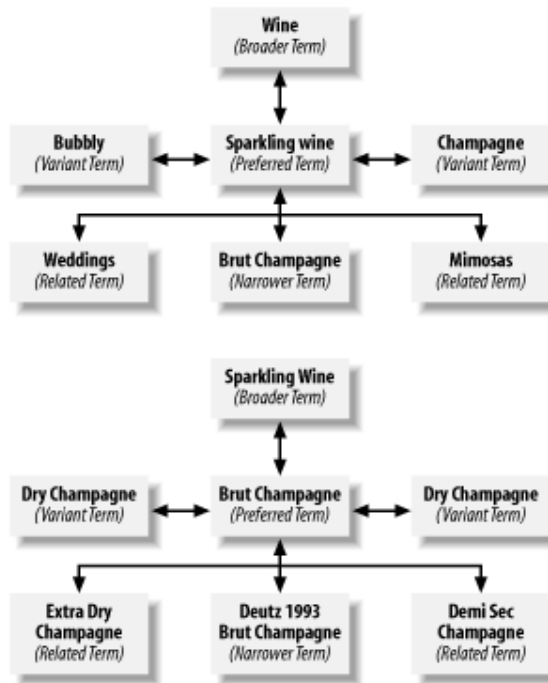 Wine
(Broader Term)
Bubbly
(Variant Term)
Sparkling wine
(Preferred Term)
Champagne
(Variant Term)
Weddings
(Related Term)
Brut Champagne
(Narrower Term)
Mimosas
(Related Term)
Sparkling Wine
(Broader Term)
Dry Champagne
(Variant Term)
Brut Champagne
(Preferred Term)
Dry Champagne
(Variant Term)
Extra Dry
Champagne
(Related Term)
Deutz 1993
Brut Champagne
(Narrower Term)
Demi Sec
Champagne
(Related Term)